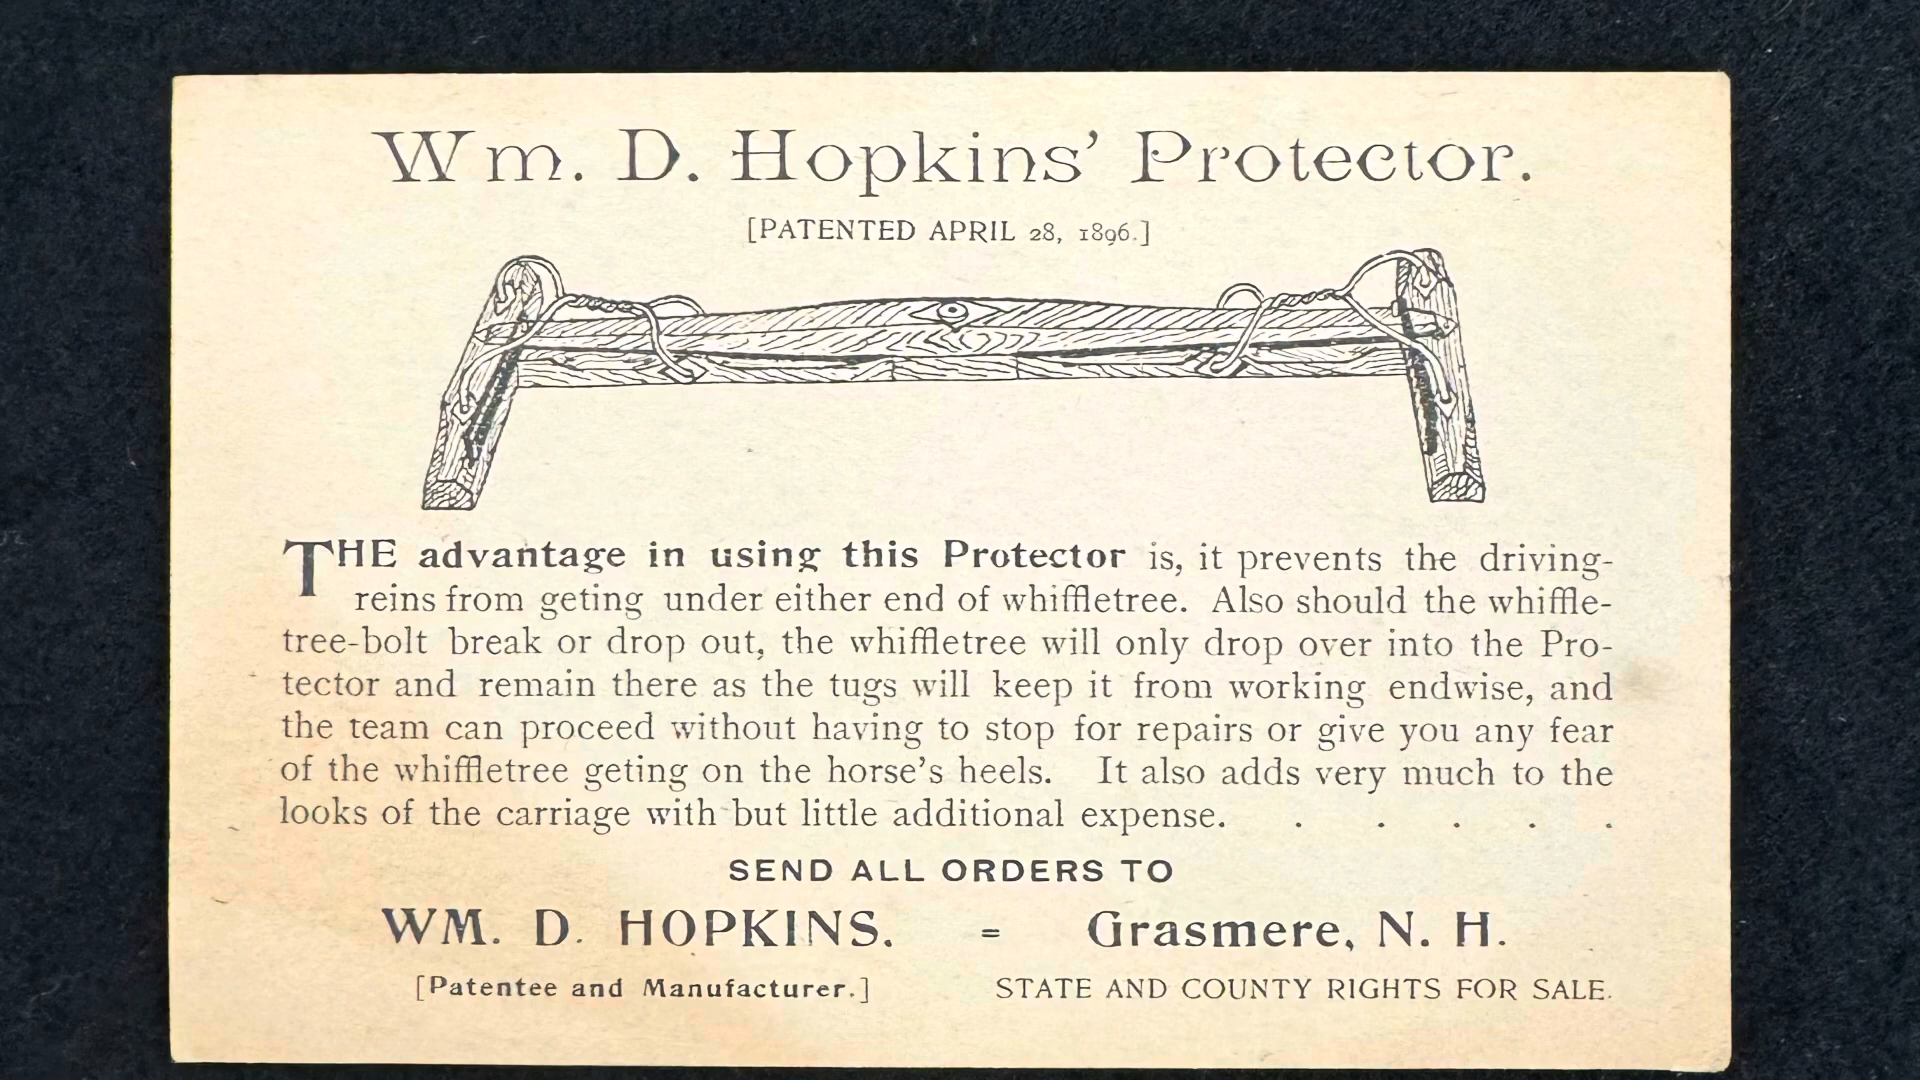 Wm. D. Hopkins' Protector.
[PATENTED APRIL 28, 1896.]
THE advantage in using this Protector is, it prevents the driving-
reins from geting under either end of whiffletree. Also should the whiffle-
tree-bolt break or drop out, the whiffletree will only drop over into the Pro-
tector and remain there as the tugs will keep it from working endwise, and
the team can proceed without having to stop for repairs or give you any fear
of the whiffletree geting on the horse's heels. It also adds very much to the
looks of the carriage with but little additional expense. . . . . .
SEND ALL ORDERS TO
WM. D. HOPKINS. = Grasmere, N. H.
[Patentee and Manufacturer.] STATE AND COUNTY RIGHTS FOR SALE.